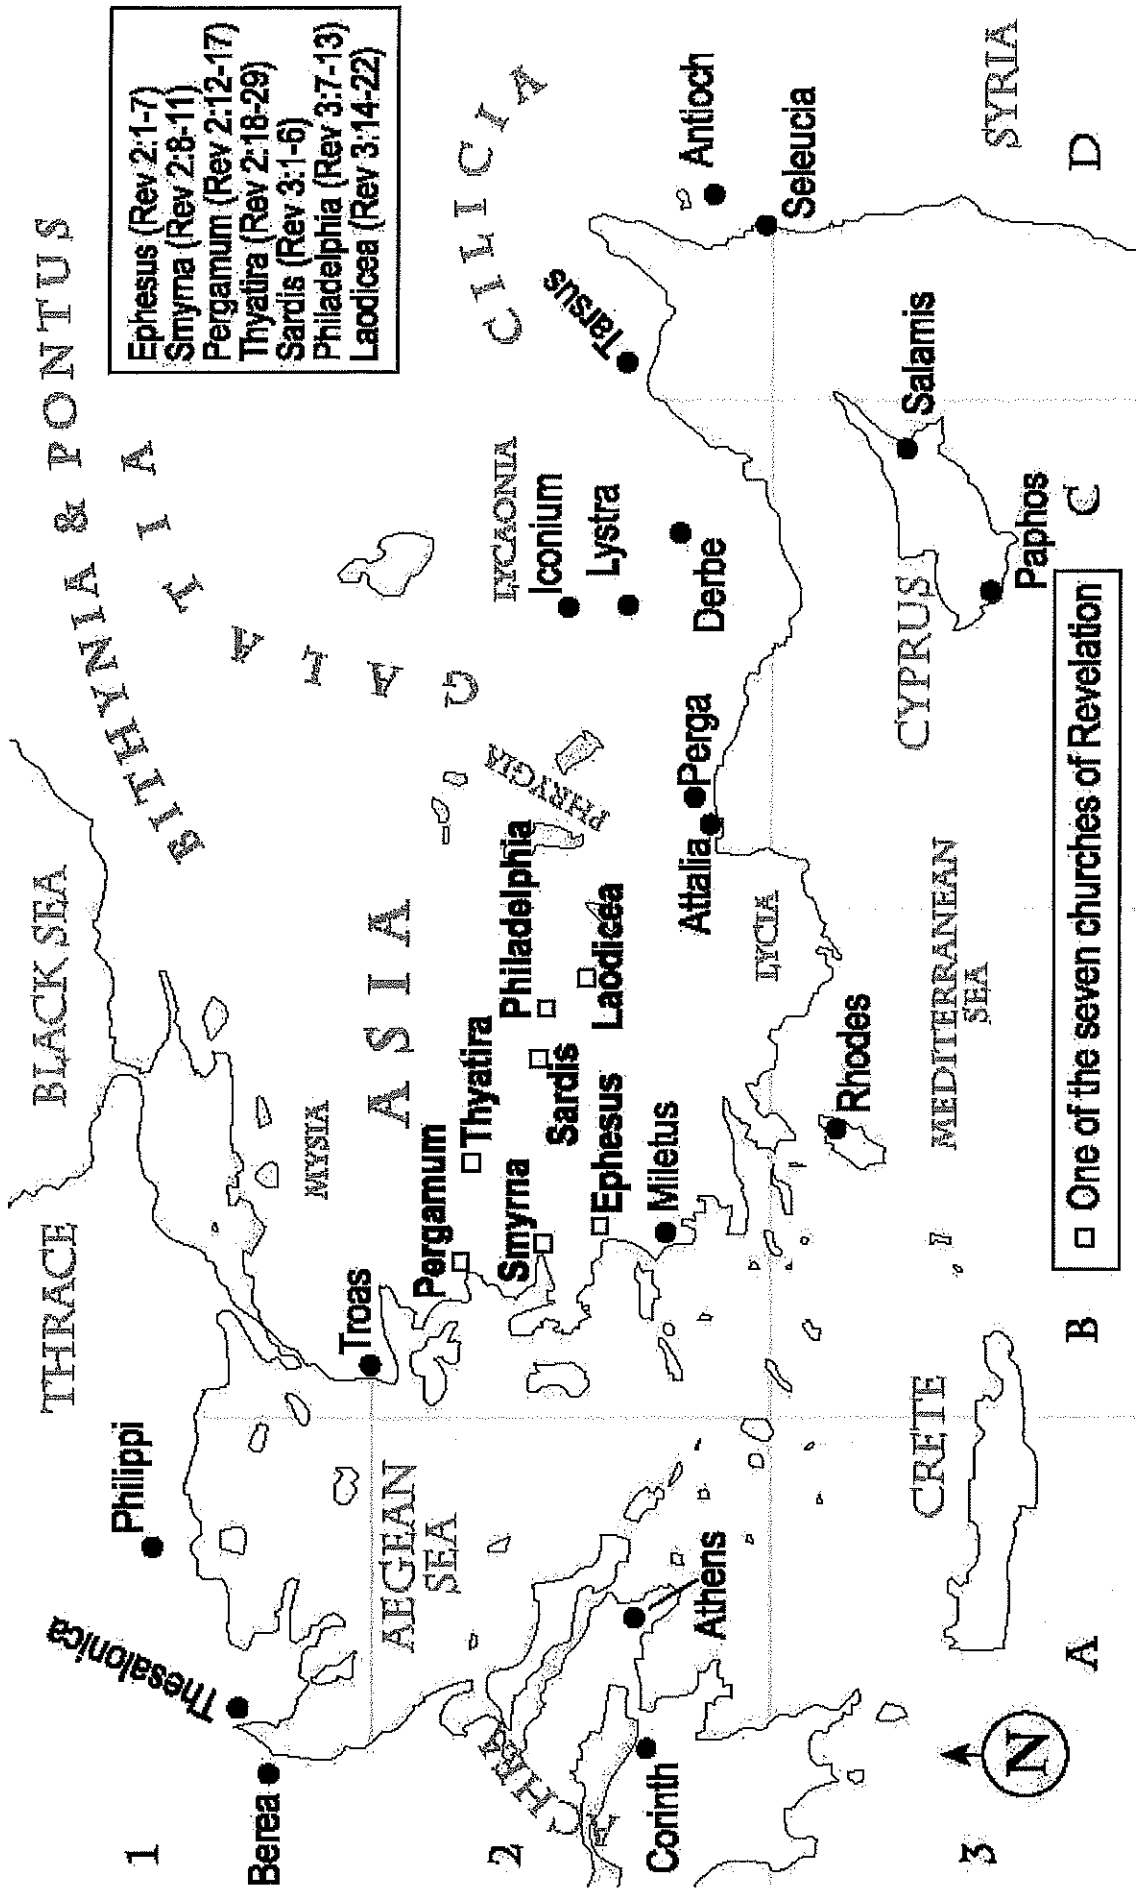 THRACE
BLACK SEA
BITHYNIA & PONTUS
GALATIA
1
Philippi
Ephesus (Rev 2:1-7)
Smyrna (Rev 2:8-11)
Pergamum (Rev 2:12-17)
Thyatira (Rev 2:18-29)
Sardis (Rev 3:1-6)
Philadelphia (Rev 3:7-13)
Laodicea (Rev 3:14-22)
Thesalonica
Berea
MYSIA
Troas
ASIA
AEGEAN
SEA
Pergamum
Thyatira
2
ACHEA
Smyrna
Sardis
Philadelphia
PHRYGIA
LYCAONIA
Iconium
CILICIA
Ephesus
Laodicea
Lystra
Tarsus
Corinth
Athens
Miletus
Attalia
Perga
Derbe
Antioch
LYCIA
Seleucia
Rhodes
CRETE
MEDITERRANEAN
SEA
CYPRUS
Salamis
Paphos
SYRIA
3
N
A
B
C
D
One of the seven churches of Revelation